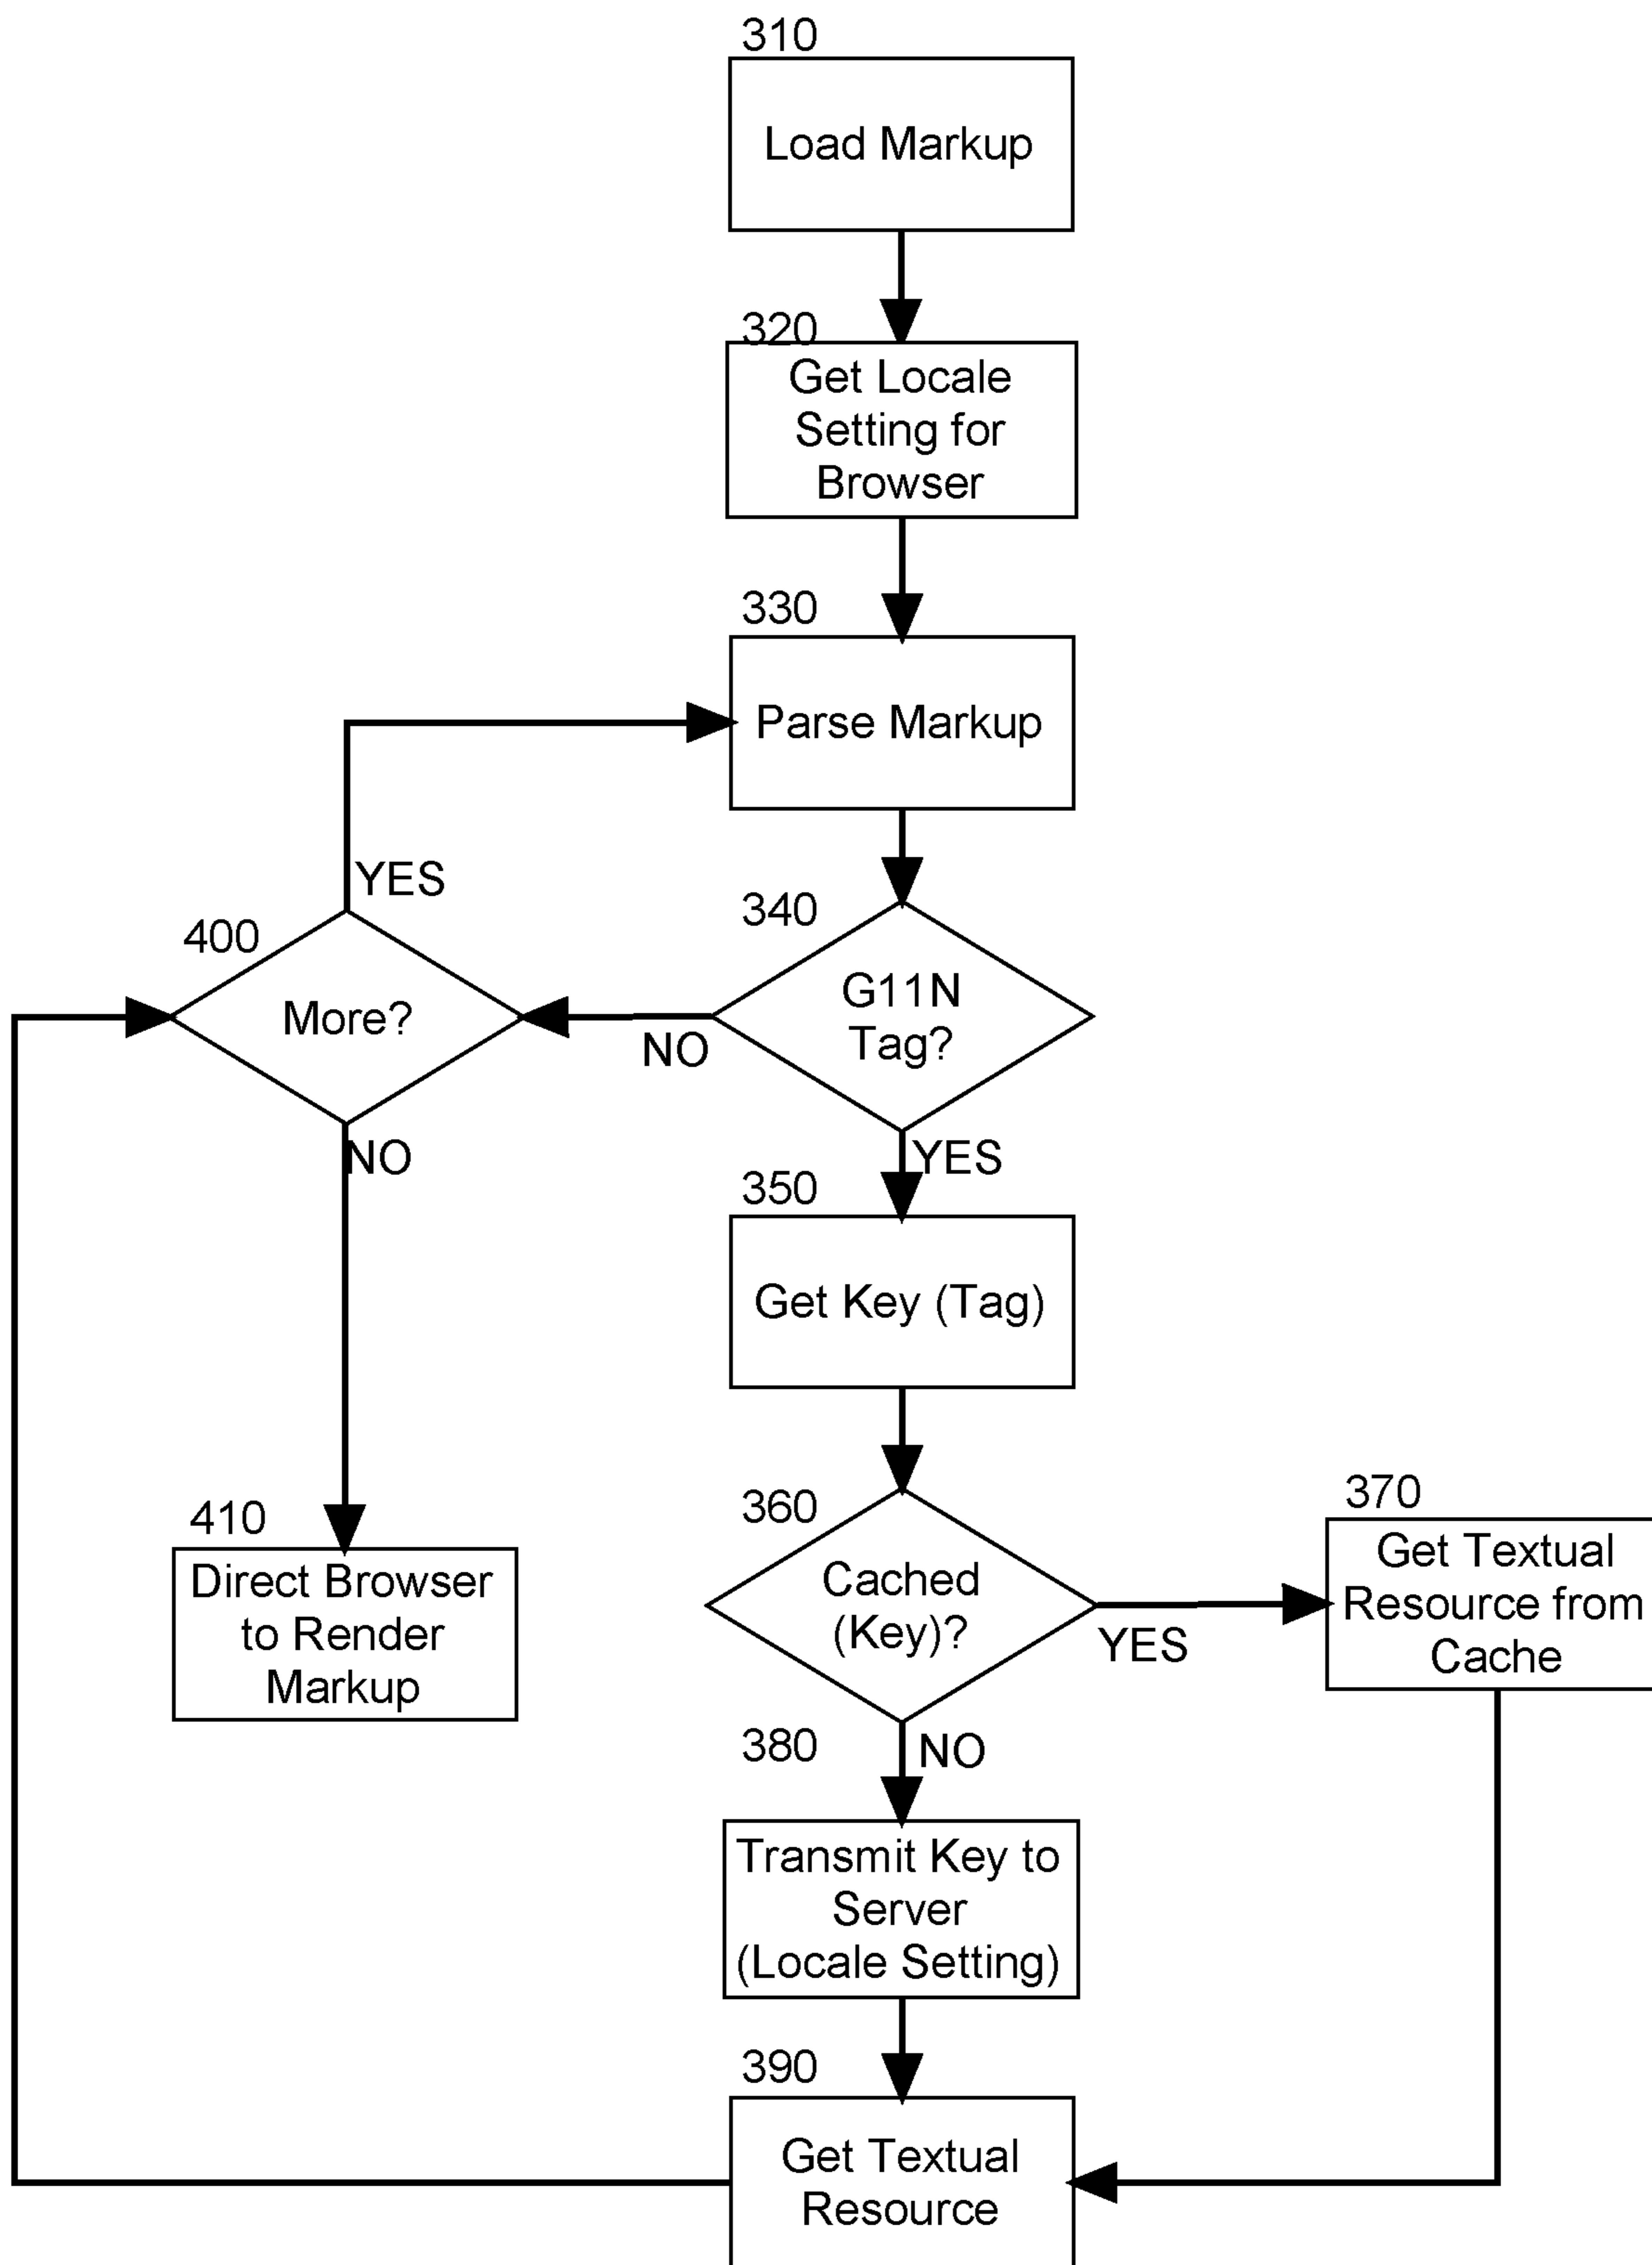 310
Load Markup
320
Get Locale
Setting for
Browser
330
Parse Markup
YES
400
More?
340
G11N
Tag?
NO
NO
YES
350
Get Key (Tag)
360
Cached
(Key)?
YES
370
Get Textual
Resource from
Cache
410
Direct Browser
to Render
Markup
380
NO
Transmit Key to
Server
(Locale Setting)
390
Get Textual
Resource